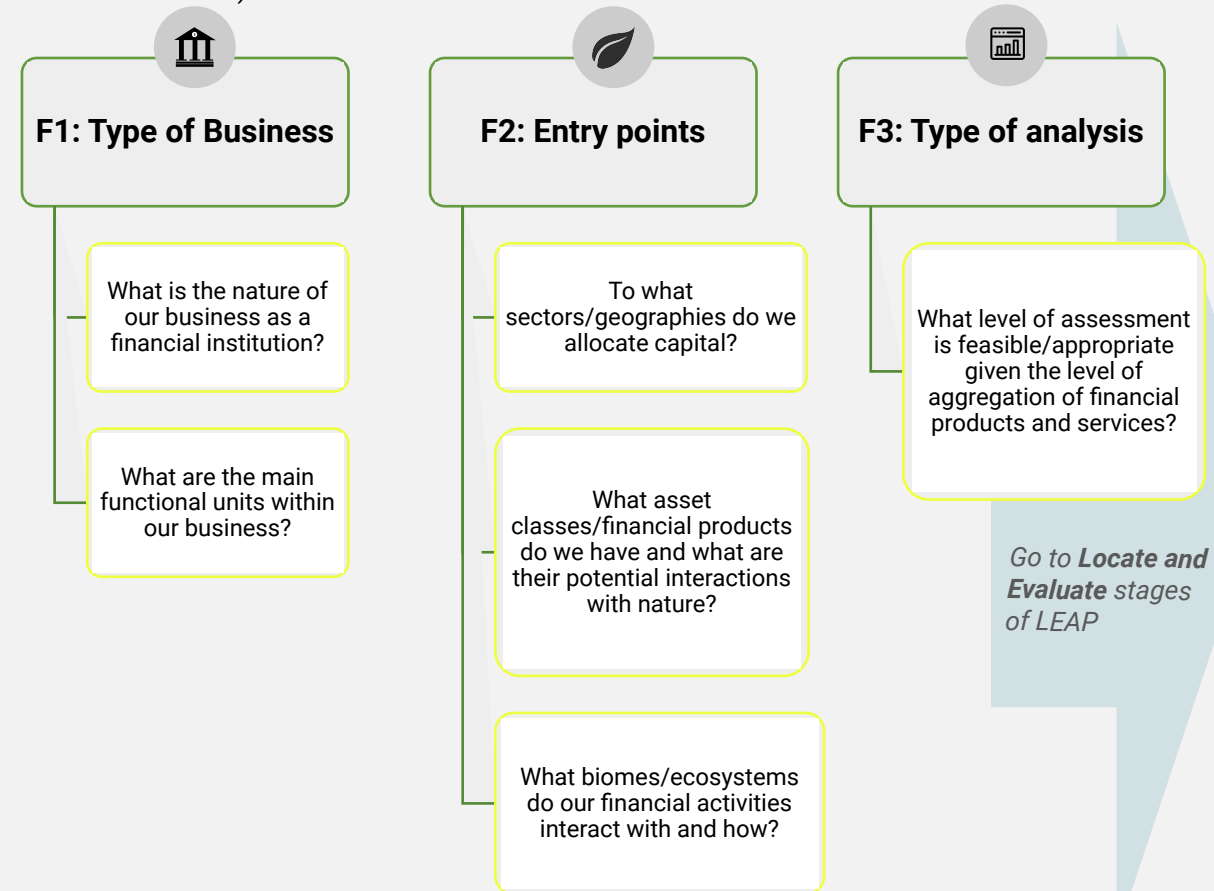 F1: Type of Business
What is the nature of
our business as a
financial institution?
What are the main
functional units within
our business?
F2: Entry points
To what
sectors/geographies do we
allocate capital?
What asset
classes/financial products
do we have and what are
their potential interactions
with nature?
What biomes/ecosystems
do our financial activities
interact with and how?
F3: Type of analysis
What level of assessment
is feasible/appropriate
given the level of
aggregation of financial
products and services?
Go to Locate and
Evaluate stages
of LEAP